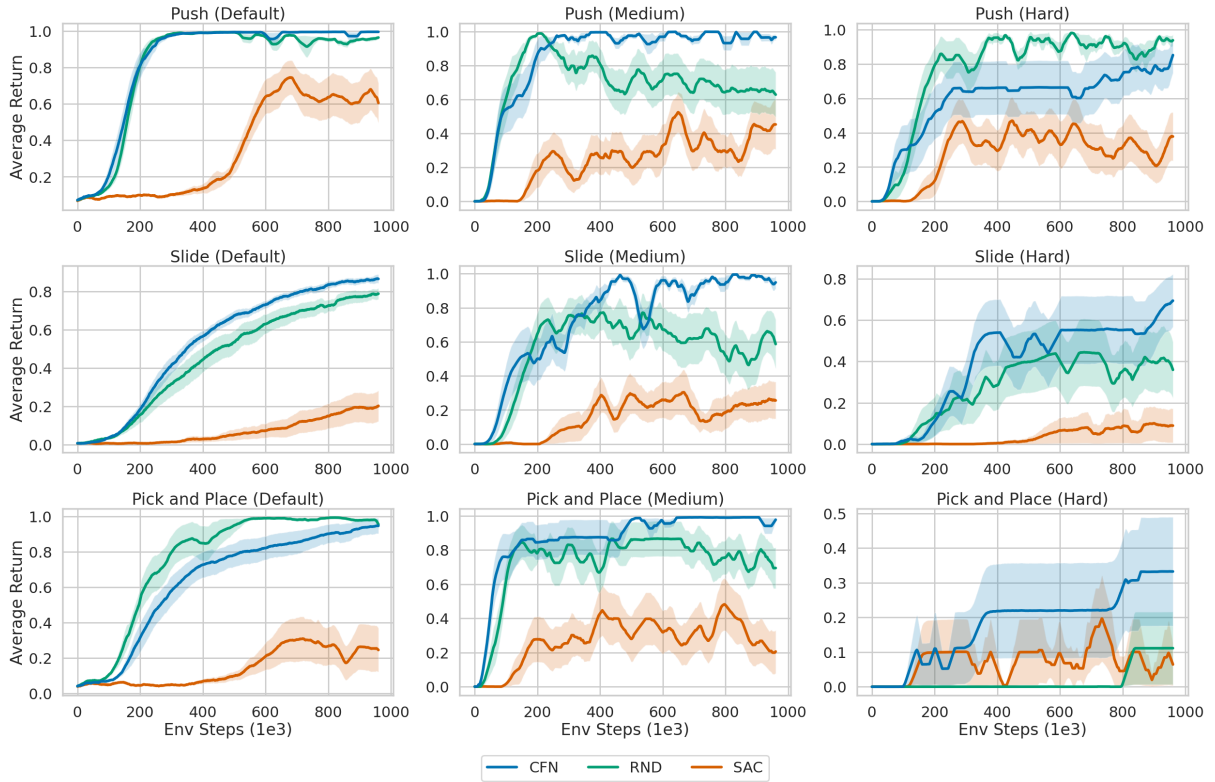 Push (Default)
Push (Medium)
Push (Hard)
Average Return
1.0
0.8
0.6
0.4
0.2
0 200 400 600 800 1000
1.0
0.8
0.6
0.4
0.2
0.0
0 200 400 600 800 1000
1.0
0.8
0.6
0.4
0.2
0.0
0 200 400 600 800 1000
Slide (Default)
Slide (Medium)
Slide (Hard)
Average Return
0.8
0.6
0.4
0.2
0.0
0 200 400 600 800 1000
1.0
0.8
0.6
0.4
0.2
0.0
0 200 400 600 800 1000
0.8
0.6
0.4
0.2
0.0
0 200 400 600 800 1000
Pick and Place (Default)
Pick and Place (Medium)
Pick and Place (Hard)
Average Return
1.0
0.8
0.6
0.4
0.2
0.0
0 200 400 600 800 1000
1.0
0.8
0.6
0.4
0.2
0.0
0 200 400 600 800 1000
0.5
0.4
0.3
0.2
0.1
0.0
0 200 400 600 800 1000
Env Steps (1e3)
Env Steps (1e3)
Env Steps (1e3)
CFN RND SAC